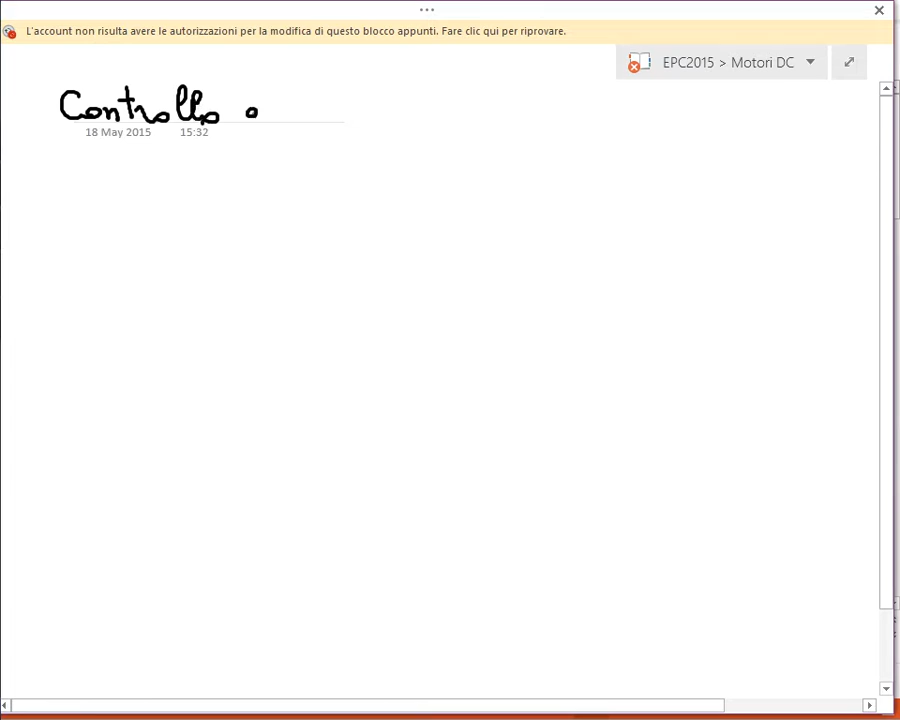 L'account non risulta avere le autorizzazioni per la modifica di questo blocco appunti. Fare clic qui per riprovare.
EPC2015 > Motori DC
Controllo
18 May 2015 15:32